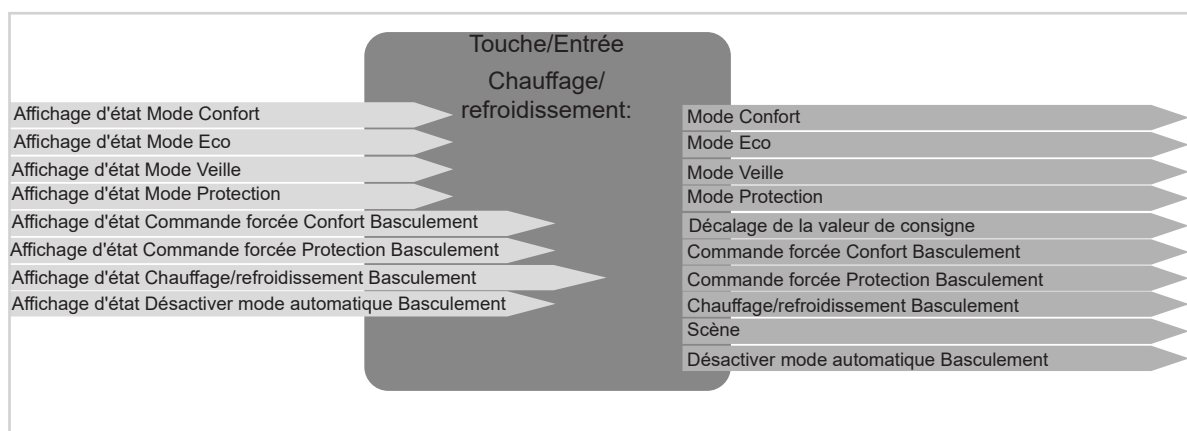 Touche/Entrée
Chauffage/
refroidissement:
Affichage d'état Mode Confort
Affichage d'état Mode Eco
Affichage d'état Mode Veille
Affichage d'état Mode Protection
Affichage d'état Commande forcée Confort Basculement
Affichage d'état Commande forcée Protection Basculement
Affichage d'état Chauffage/refroidissement Basculement
Affichage d'état Désactiver mode automatique Basculement
Mode Confort
Mode Eco
Mode Veille
Mode Protection
Décalage de la valeur de consigne
Commande forcée Confort Basculement
Commande forcée Protection Basculement
Chauffage/refroidissement Basculement
Scène
Désactiver mode automatique Basculement